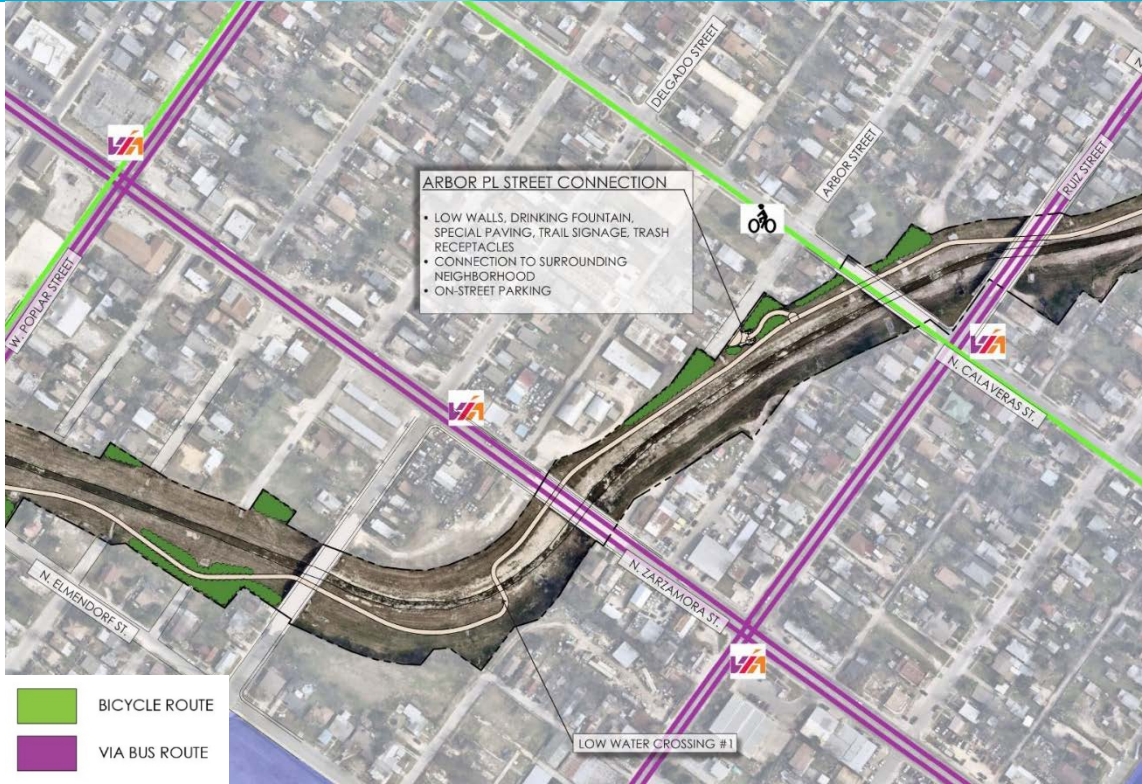 DELGADO STREET
ARBOR STREET
RUIZ STREET
ARBOR PL STREET CONNECTION
• LOW WALLS, DRINKING FOUNTAIN,
SPECIAL PAVING, TRAIL SIGNAGE, TRASH
RECEPTACLES
• CONNECTION TO SURROUNDING
NEIGHBORHOOD
• ON-STREET PARKING
W. POPLAR STREET
VIA
VIA
VIA
VIA
N. CALAVERAS ST.
N. ZARZAMORA ST.
N. ELMENDORF ST.
LOW WATER CROSSING #1
BICYCLE ROUTE
VIA BUS ROUTE